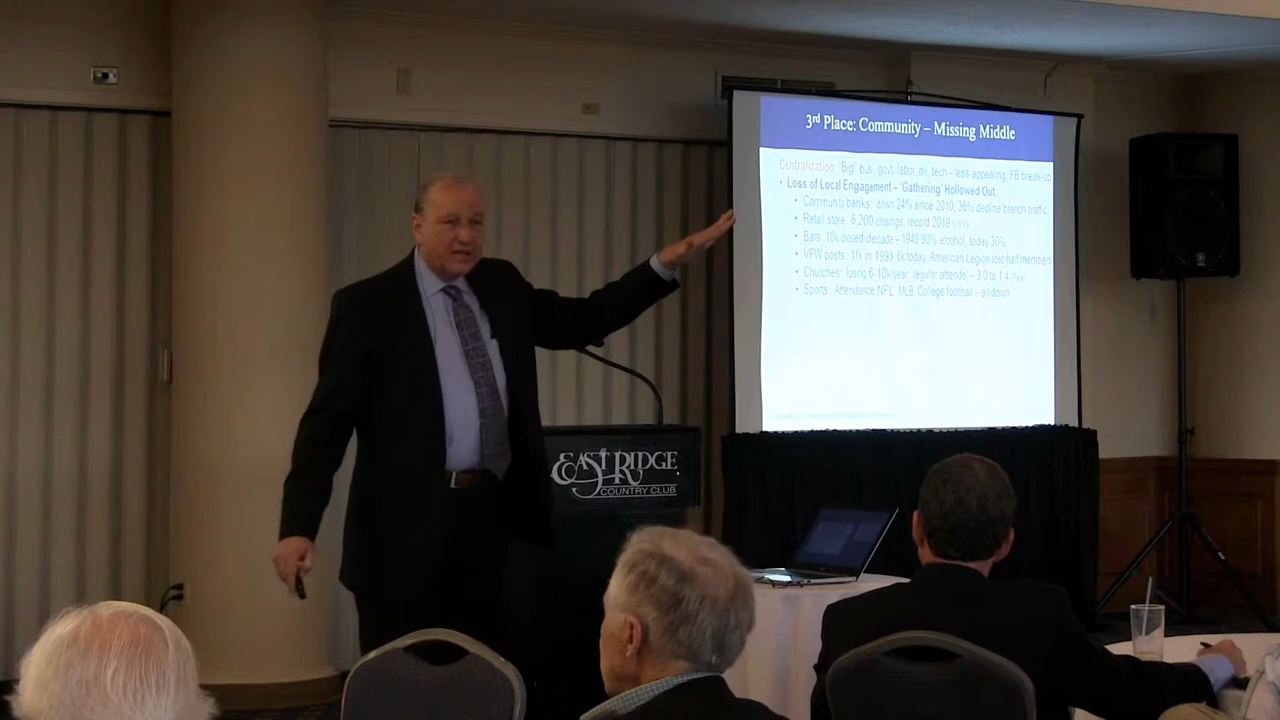 3rd Place: Community – Missing Middle
Centralization: 'Big' bus, govt, labor, oil, tech – less appealing, FB break-up
• Loss of Local Engagement – 'Gathering' Hollowed Out:
• Community banks: down 24% since 2010, 36% decline branch traffic
• Retail store: 6,200 closings, record 2019
• Bars: 10k closed/decade – 1940 90% alcohol, today 30%
• VFW posts: 11k in 1993 6k today, American Legion lost half members
• Churches: losing 6-10k/year, regular attends – 3.0 to 1.4
• Sports: Attendance NFL, MLB, College football – all down
EAST RIDGE
COUNTRY CLUB